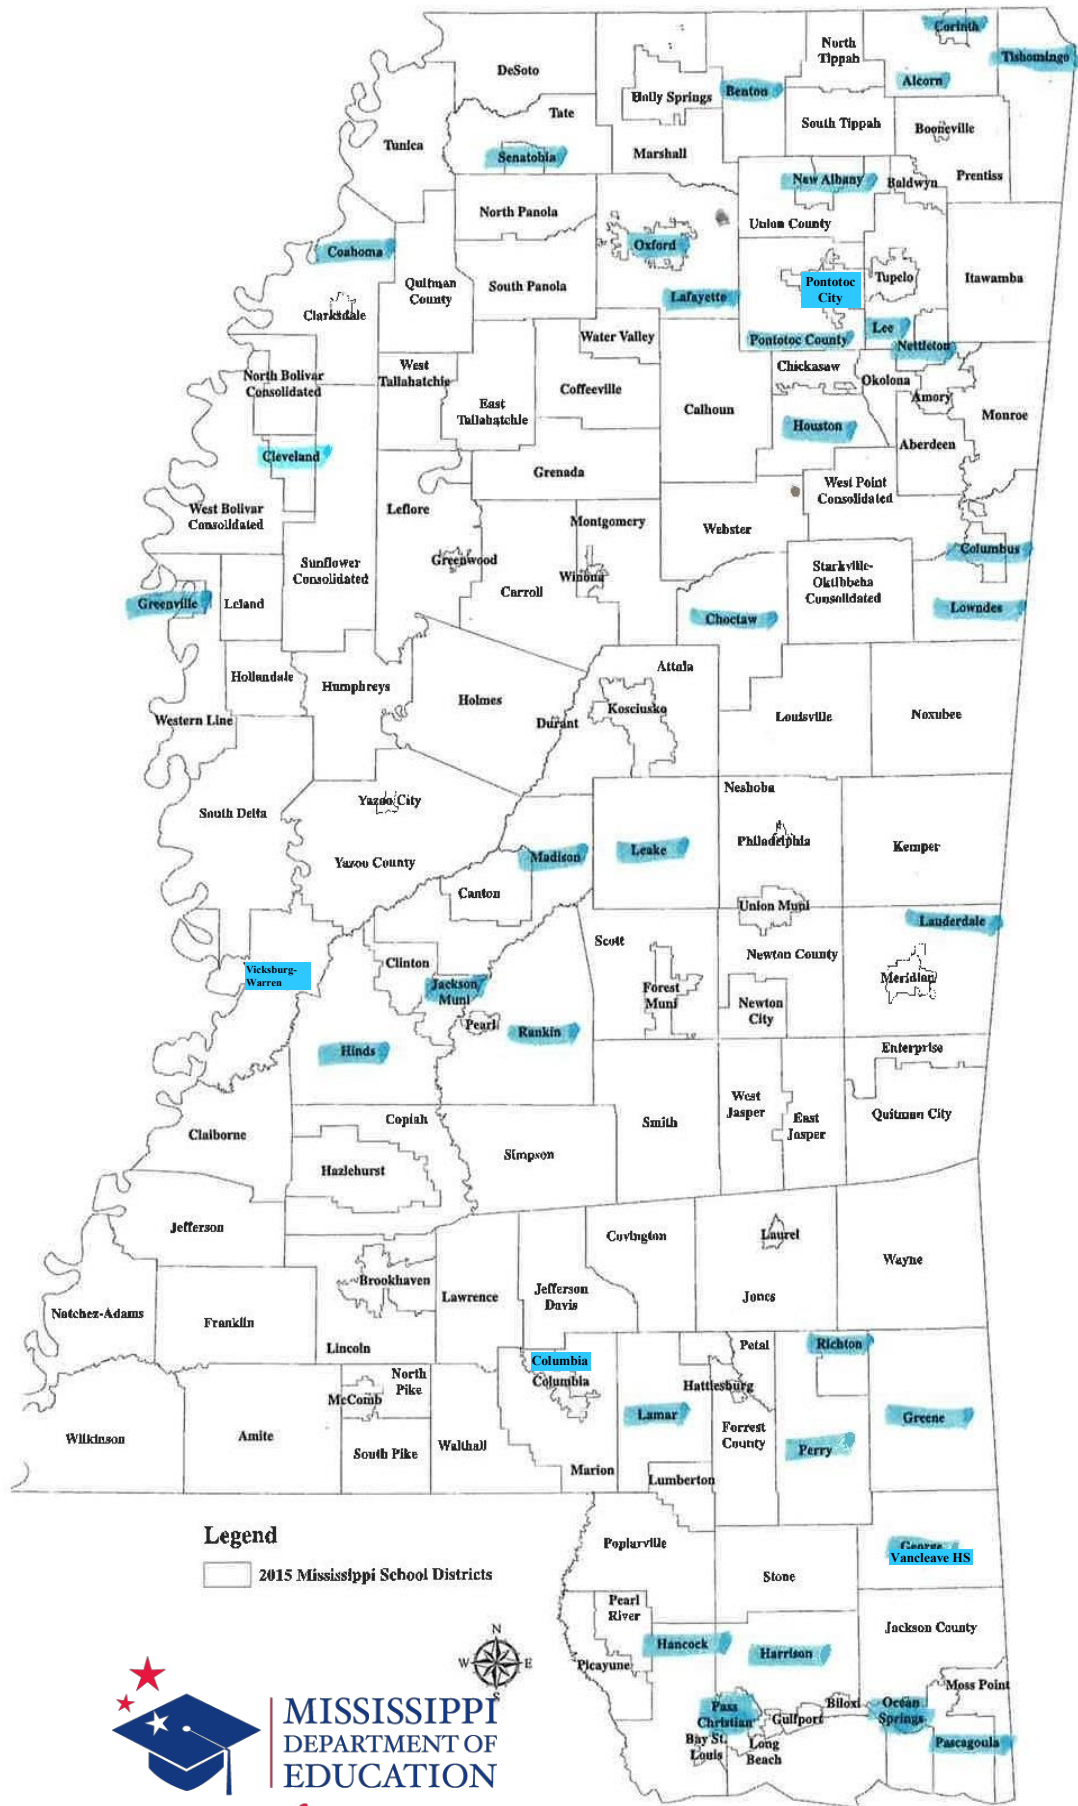 Corinth
North
Tippah
Tishomingo
DeSoto
Alcorn
Benton
Holly Springs
Tate
South Tippah
Booneville
Tunica
Senatobia
Marshall
Prentiss
New Albany
Baldwyn
North Panola
Union County
Oxford
Coahoma
Tupelo
Itawamba
Pontotoc
City
Quitman
County
South Panola
Lafayette
Clarksdale
Lee
Water Valley
Pontotoc County
Nettleton
West
Tallahatchie
Chickasaw
North Bolivar
Consolidated
Okolona
Coffeeville
Amory
East
Tallahatchie
Calhoun
Monroe
Houston
Aberdeen
Cleveland
Grenada
West Point
Consolidated
West Bolivar
Consolidated
Leflore
Montgomery
Webster
Columbus
Greenwood
Sunflower
Consolidated
Winona
Starkville-
Oktibbeha
Consolidated
Carroll
Greenville
Leland
Lowndes
Choctaw
Attala
Hollandale
Humphreys
Holmes
Kosciusko
Western Line
Durant
Louisville
Noxubee
Neshoba
Yazoo City
South Delta
Philadelphia
Kemper
Leake
Madison
Yazoo County
Canton
Union Muni
Lauderdale
Scott
Newton County
Clinton
Vicksburg-
Warren
Jackson
Muni
Forest
Muni
Meridian
Newton
City
Pearl
Rankin
Hinds
Enterprise
West
Jasper
Copiah
Smith
East
Jasper
Quitman City
Claiborne
Simpson
Hazlehurst
Jefferson
Covington
Laurel
Wayne
Brookhaven
Jefferson
Davis
Lawrence
Jones
Natchez-Adams
Franklin
Lincoln
Petal
Richton
Columbia
Columbia
North
Pike
Hattiesburg
McComb
Lamar
Greene
Wilkinson
Amite
Forrest
County
Walthall
South Pike
Perry
Marion
Lumberton
Legend
2015 Mississippi School Districts
Poplarville
George
Vancleave HS
Stone
Pearl
River
Jackson County
N
W E
S
Hancock
Harrison
Picayune
Moss Point
Pass
Christian
Biloxi
Ocean
Springs
Gulfport
Bay St.
Louis
Long
Beach
Pascagoula
MISSISSIPPI
DEPARTMENT OF
EDUCATION